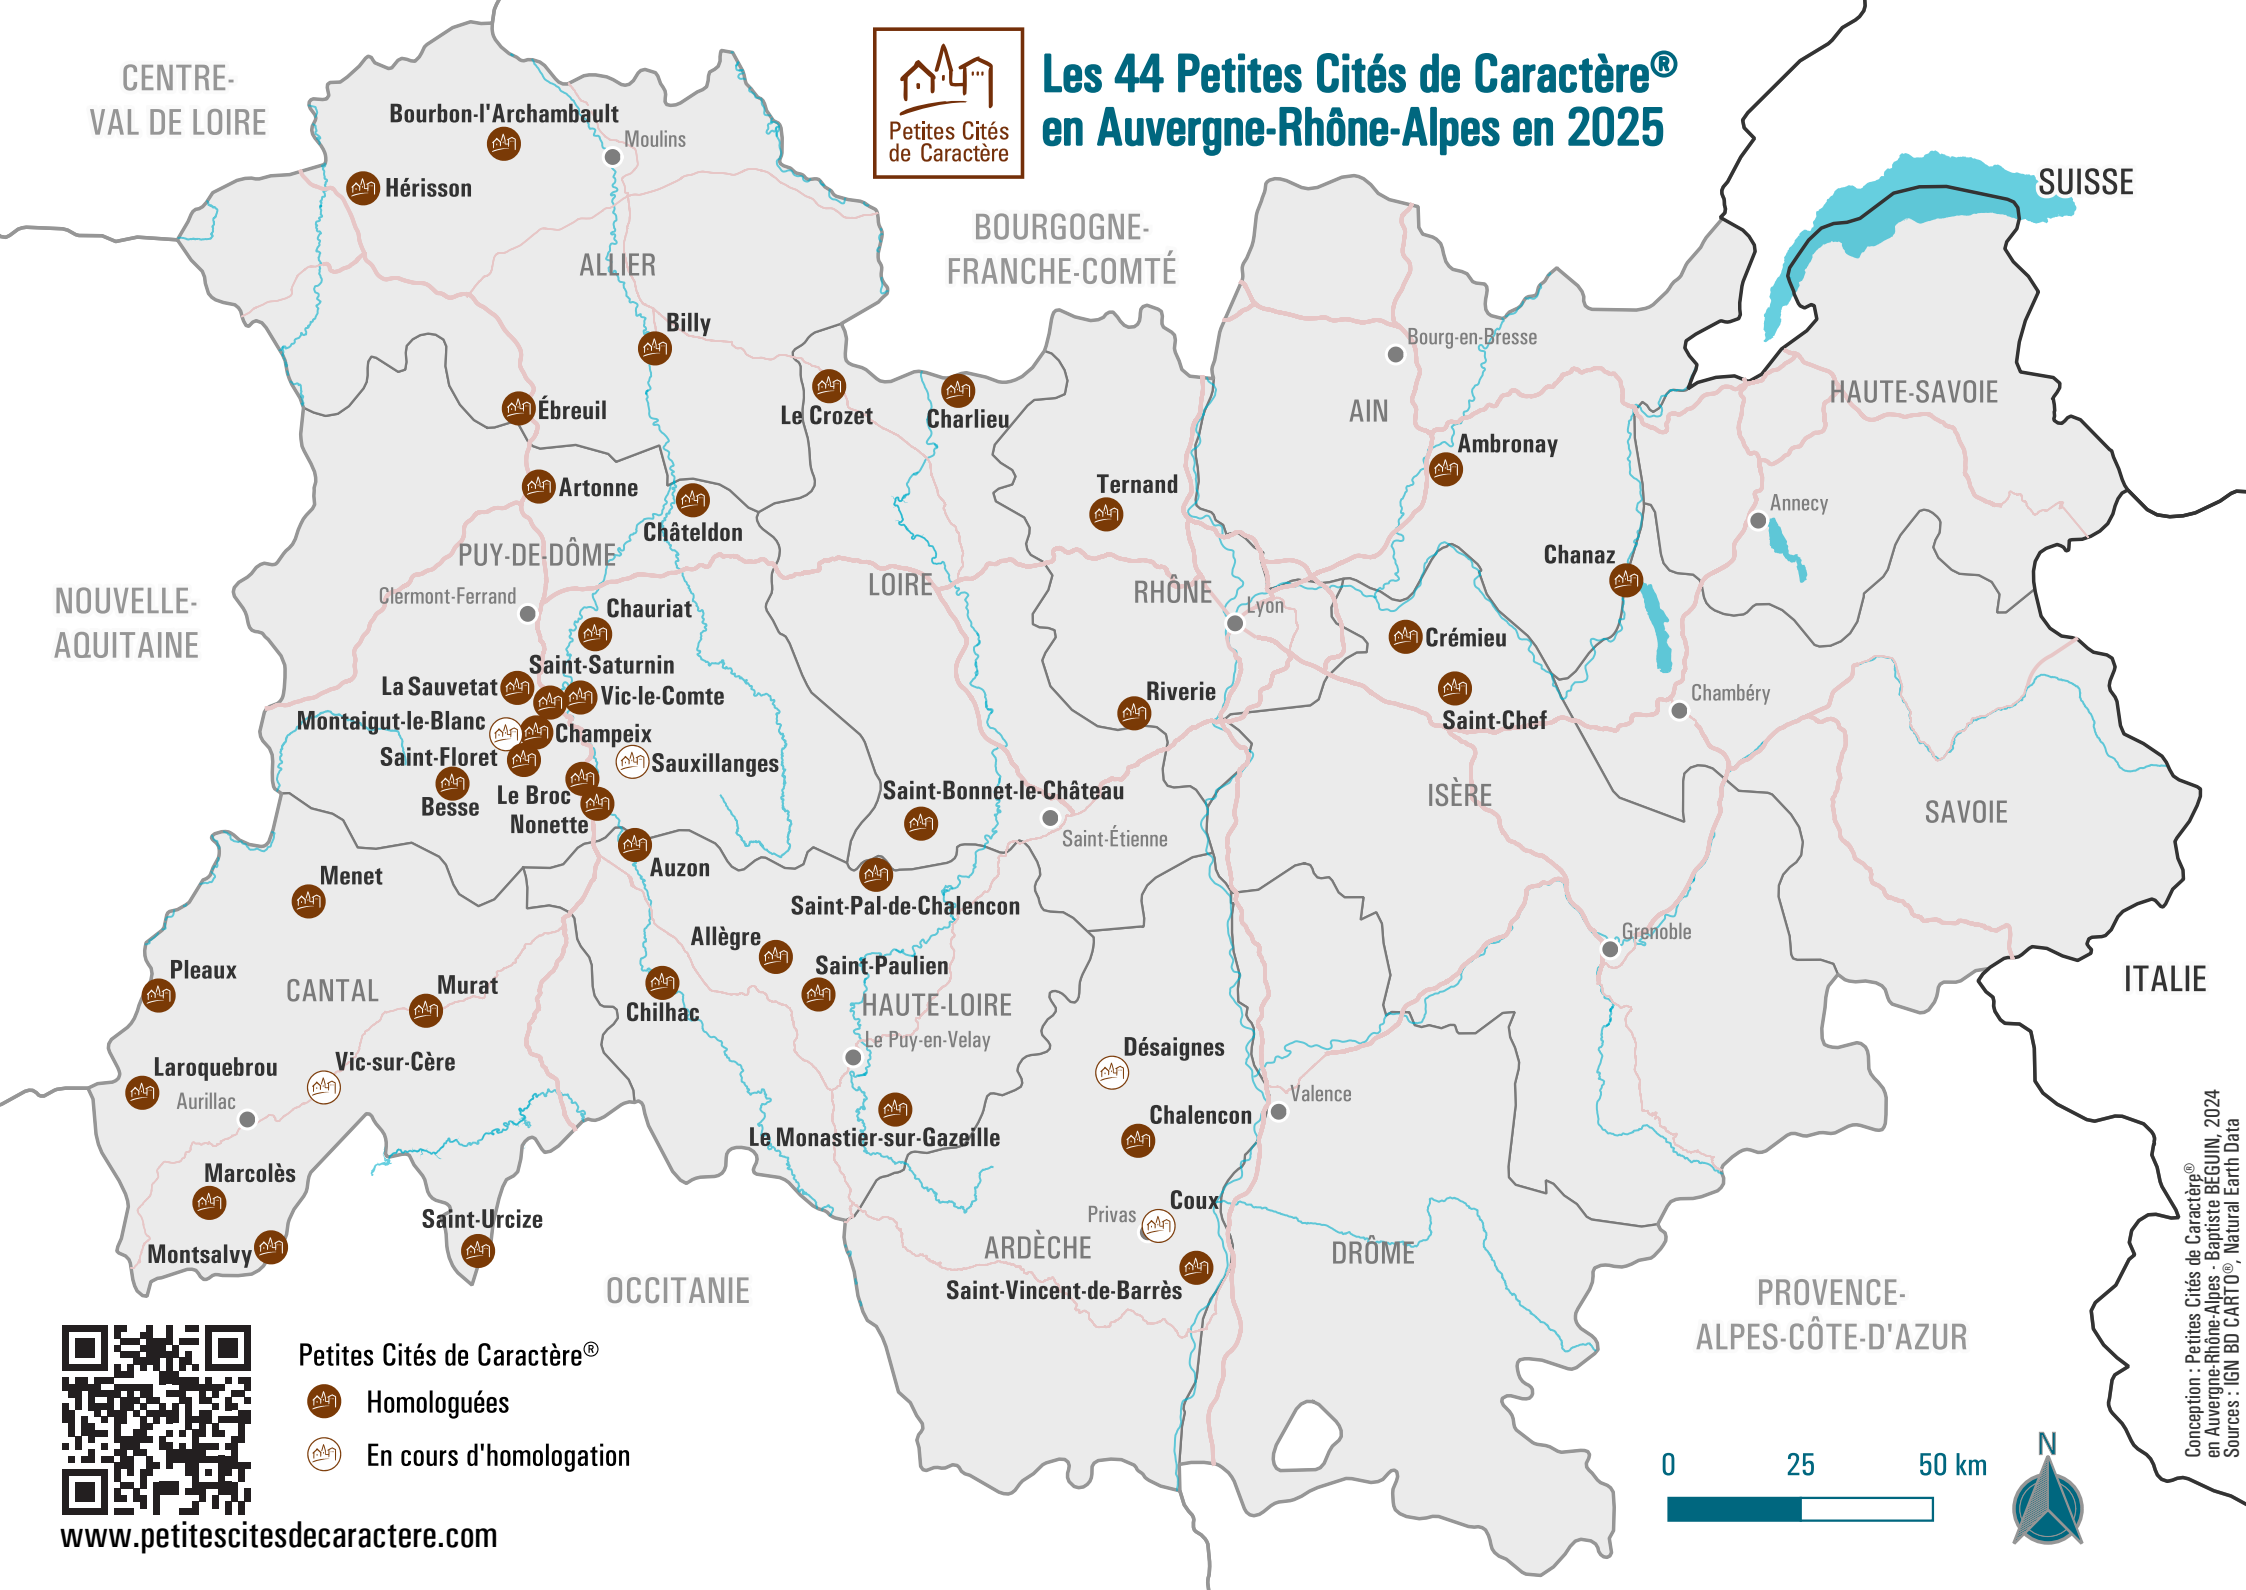 Les 44 Petites Cités de Caractère®
en Auvergne-Rhône-Alpes en 2025
Petites Cités
de Caractère
CENTRE-
VAL DE LOIRE
BOURGOGNE-
FRANCHE-COMTÉ
SUISSE
NOUVELLE-
AQUITAINE
OCCITANIE
PROVENCE-
ALPES-CÔTE-D'AZUR
ITALIE
Bourbon-l'Archambault
Moulins
Hérisson
ALLIER
Billy
Ébreuil
Le Crozet
Charlieu
Bourg-en-Bresse
AIN
HAUTE-SAVOIE
Ambronay
Artonne
Ternand
Châteldon
Annecy
PUY-DE-DÔME
Chanaz
LOIRE
RHÔNE
Clermont-Ferrand
Chauriat
Lyon
Crémieu
Saint-Saturnin
La Sauvetat
Vic-le-Comte
Riverie
Chambéry
Montaigut-le-Blanc
Champeix
Saint-Chef
Saint-Floret
Sauxillanges
Besse
Le Broc
Nonette
Saint-Bonnet-le-Château
Saint-Étienne
ISÈRE
SAVOIE
Auzon
Menet
Saint-Pal-de-Chalencon
Allègre
Grenoble
Pleaux
Saint-Paulien
CANTAL
Murat
HAUTE-LOIRE
Chilhac
Le Puy-en-Velay
Désaignes
Laroquebrou
Vic-sur-Cère
Aurillac
Valence
Chalencon
Le Monastier-sur-Gazeille
Marcolès
Coux
Privas
Saint-Urcize
ARDÈCHE
DRÔME
Montsalvy
Saint-Vincent-de-Barrès
Petites Cités de Caractère®
Homologuées
En cours d'homologation
www.petitescitesdecaractere.com
0 25 50 km
N
Conception : Petites Cités de Caractère®
en Auvergne-Rhône-Alpes - Baptiste BEGUIN, 2024
Sources : IGN BD CARTO®, Natural Earth Data